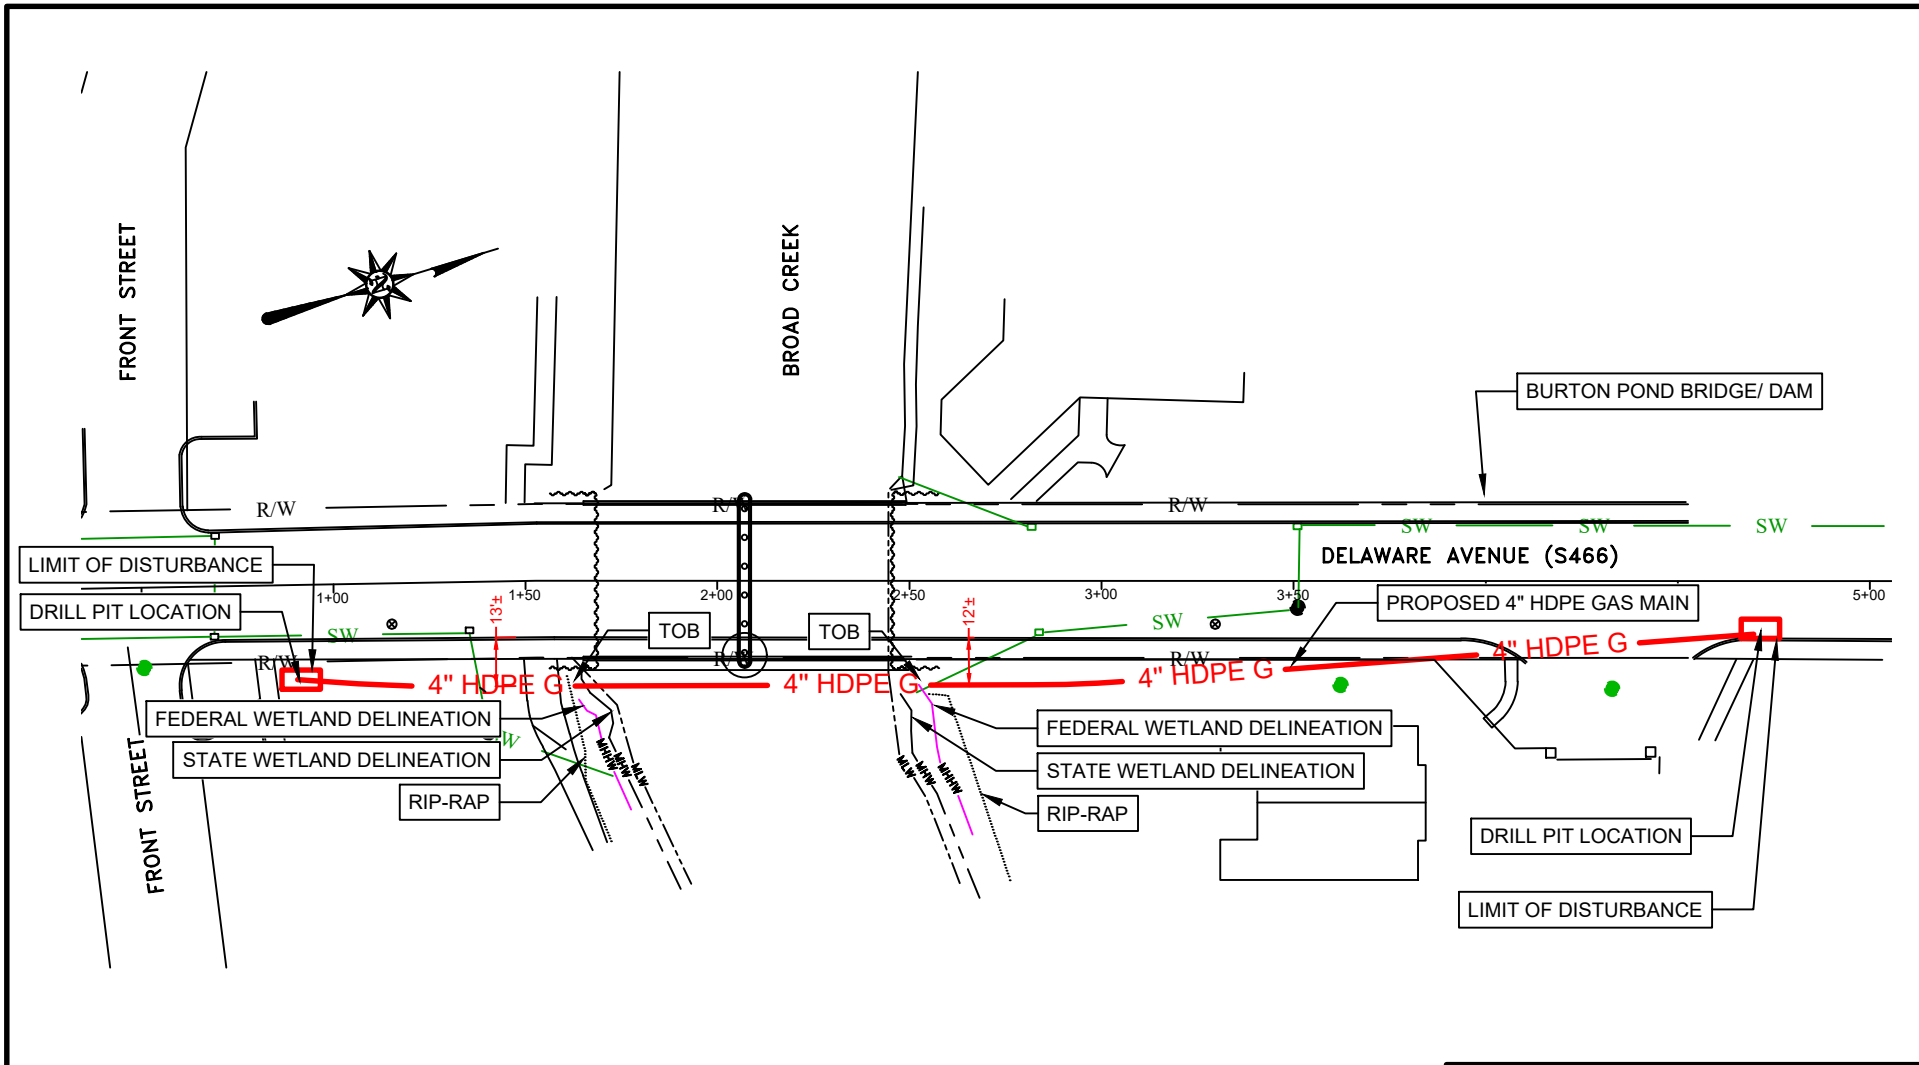 FRONT STREET
BROAD CREEK
BURTON POND BRIDGE/ DAM
R/W
R/W
R/W
SW
SW
SW
LIMIT OF DISTURBANCE
DELAWARE AVENUE (S466)
1+00
1+50
2+00
2+50
3+00
3+50
5+00
DRILL PIT LOCATION
13'±
12'±
PROPOSED 4" HDPE GAS MAIN
SW
TOB
TOB
SW
R/W
R/W
R/W
4" HDPE G
4" HDPE G
4" HDPE G
4" HDPE G
FEDERAL WETLAND DELINEATION
FEDERAL WETLAND DELINEATION
STATE WETLAND DELINEATION
STATE WETLAND DELINEATION
W
MHHW
MHW
MLW
MLW
MHW
MHHW
RIP-RAP
RIP-RAP
FRONT STREET
DRILL PIT LOCATION
LIMIT OF DISTURBANCE